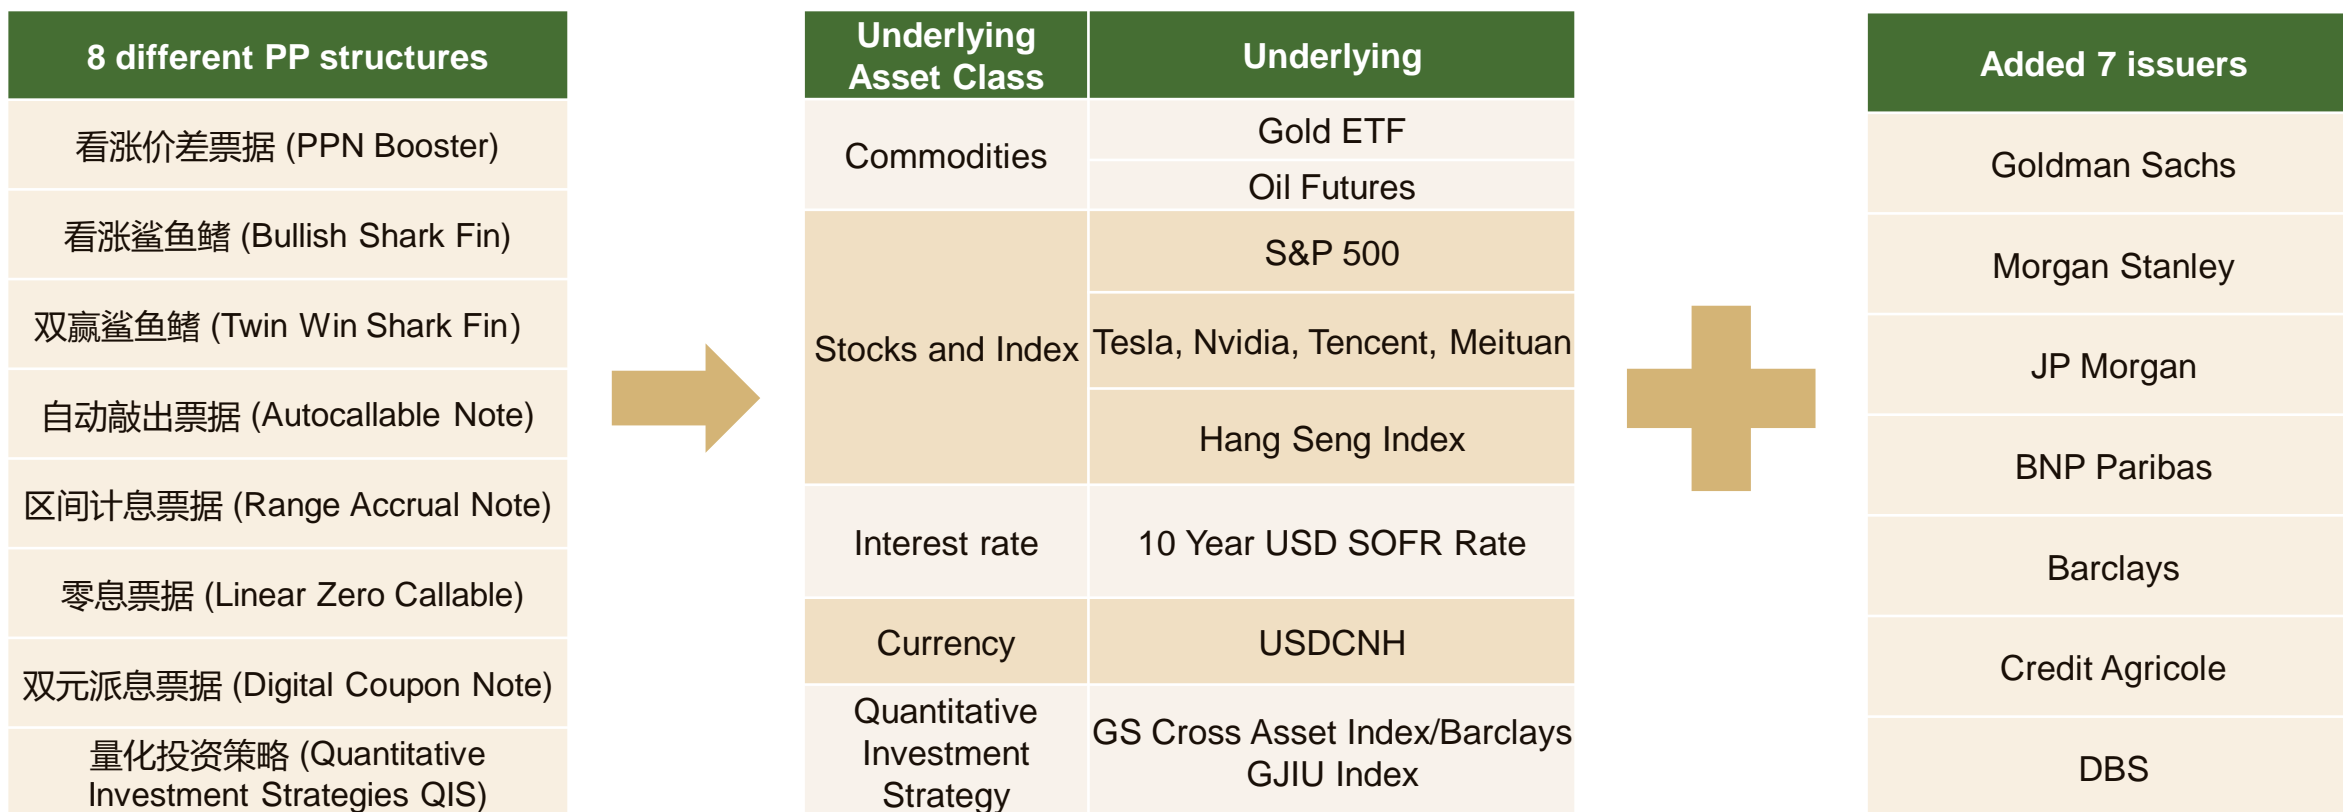 8 different PP structures
看涨价差票据 (PPN Booster)
看涨鲨鱼鳍 (Bullish Shark Fin)
双赢鲨鱼鳍 (Twin Win Shark Fin)
自动敲出票据 (Autocallable Note)
区间计息票据 (Range Accrual Note)
零息票据 (Linear Zero Callable)
双元派息票据 (Digital Coupon Note)
量化投资策略 (Quantitative
Investment Strategies QIS)
Underlying
Asset Class
Underlying
Commodities
Gold ETF
Oil Futures
Stocks and Index
S&P 500
Tesla, Nvidia, Tencent, Meituan
Hang Seng Index
Interest rate
10 Year USD SOFR Rate
Currency
USDCNH
Quantitative
Investment
Strategy
GS Cross Asset Index/Barclays
GJIU Index
Added 7 issuers
Goldman Sachs
Morgan Stanley
JP Morgan
BNP Paribas
Barclays
Credit Agricole
DBS